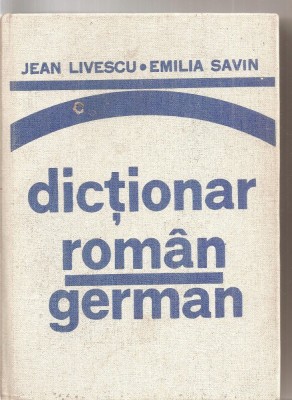 JEAN LIVESCU • EMILIA SAVIN
dicționar
român
german